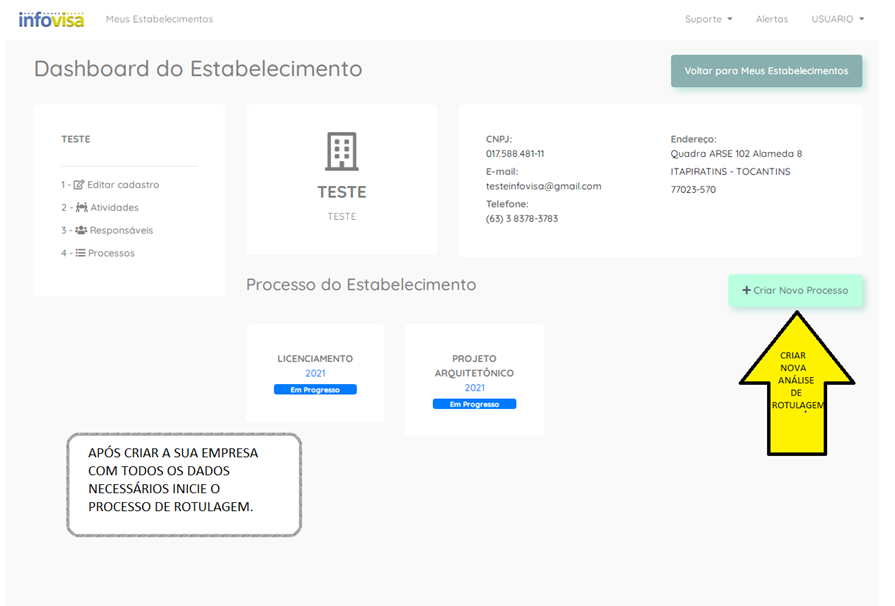 infovisa Meus Estabelecimentos Suporte Alertas USUARIO
Dashboard do Estabelecimento
Voltar para Meus Estabelecimentos
TESTE
1 - Editar cadastro
2 - Atividades
3 - Responsáveis
4 - Processos
TESTE
TESTE
CNPJ:
017.588.481-11
E-mail:
testeinfovisa@gmail.com
Telefone:
(63) 3 8378-3783
Endereço:
Quadra ARSE 102 Alameda 8
ITAPIRATINS - TOCANTINS
77023-570
Processo do Estabelecimento
+ Criar Novo Processo
LICENCIAMENTO
2021
Em Progresso
PROJETO
ARQUITETÔNICO
2021
Em Progresso
CRIAR
NOVA
ANÁLISE
DE
ROTULAGEM
APÓS CRIAR A SUA EMPRESA
COM TODOS OS DADOS
NECESSÁRIOS INICIE O
PROCESSO DE ROTULAGEM.